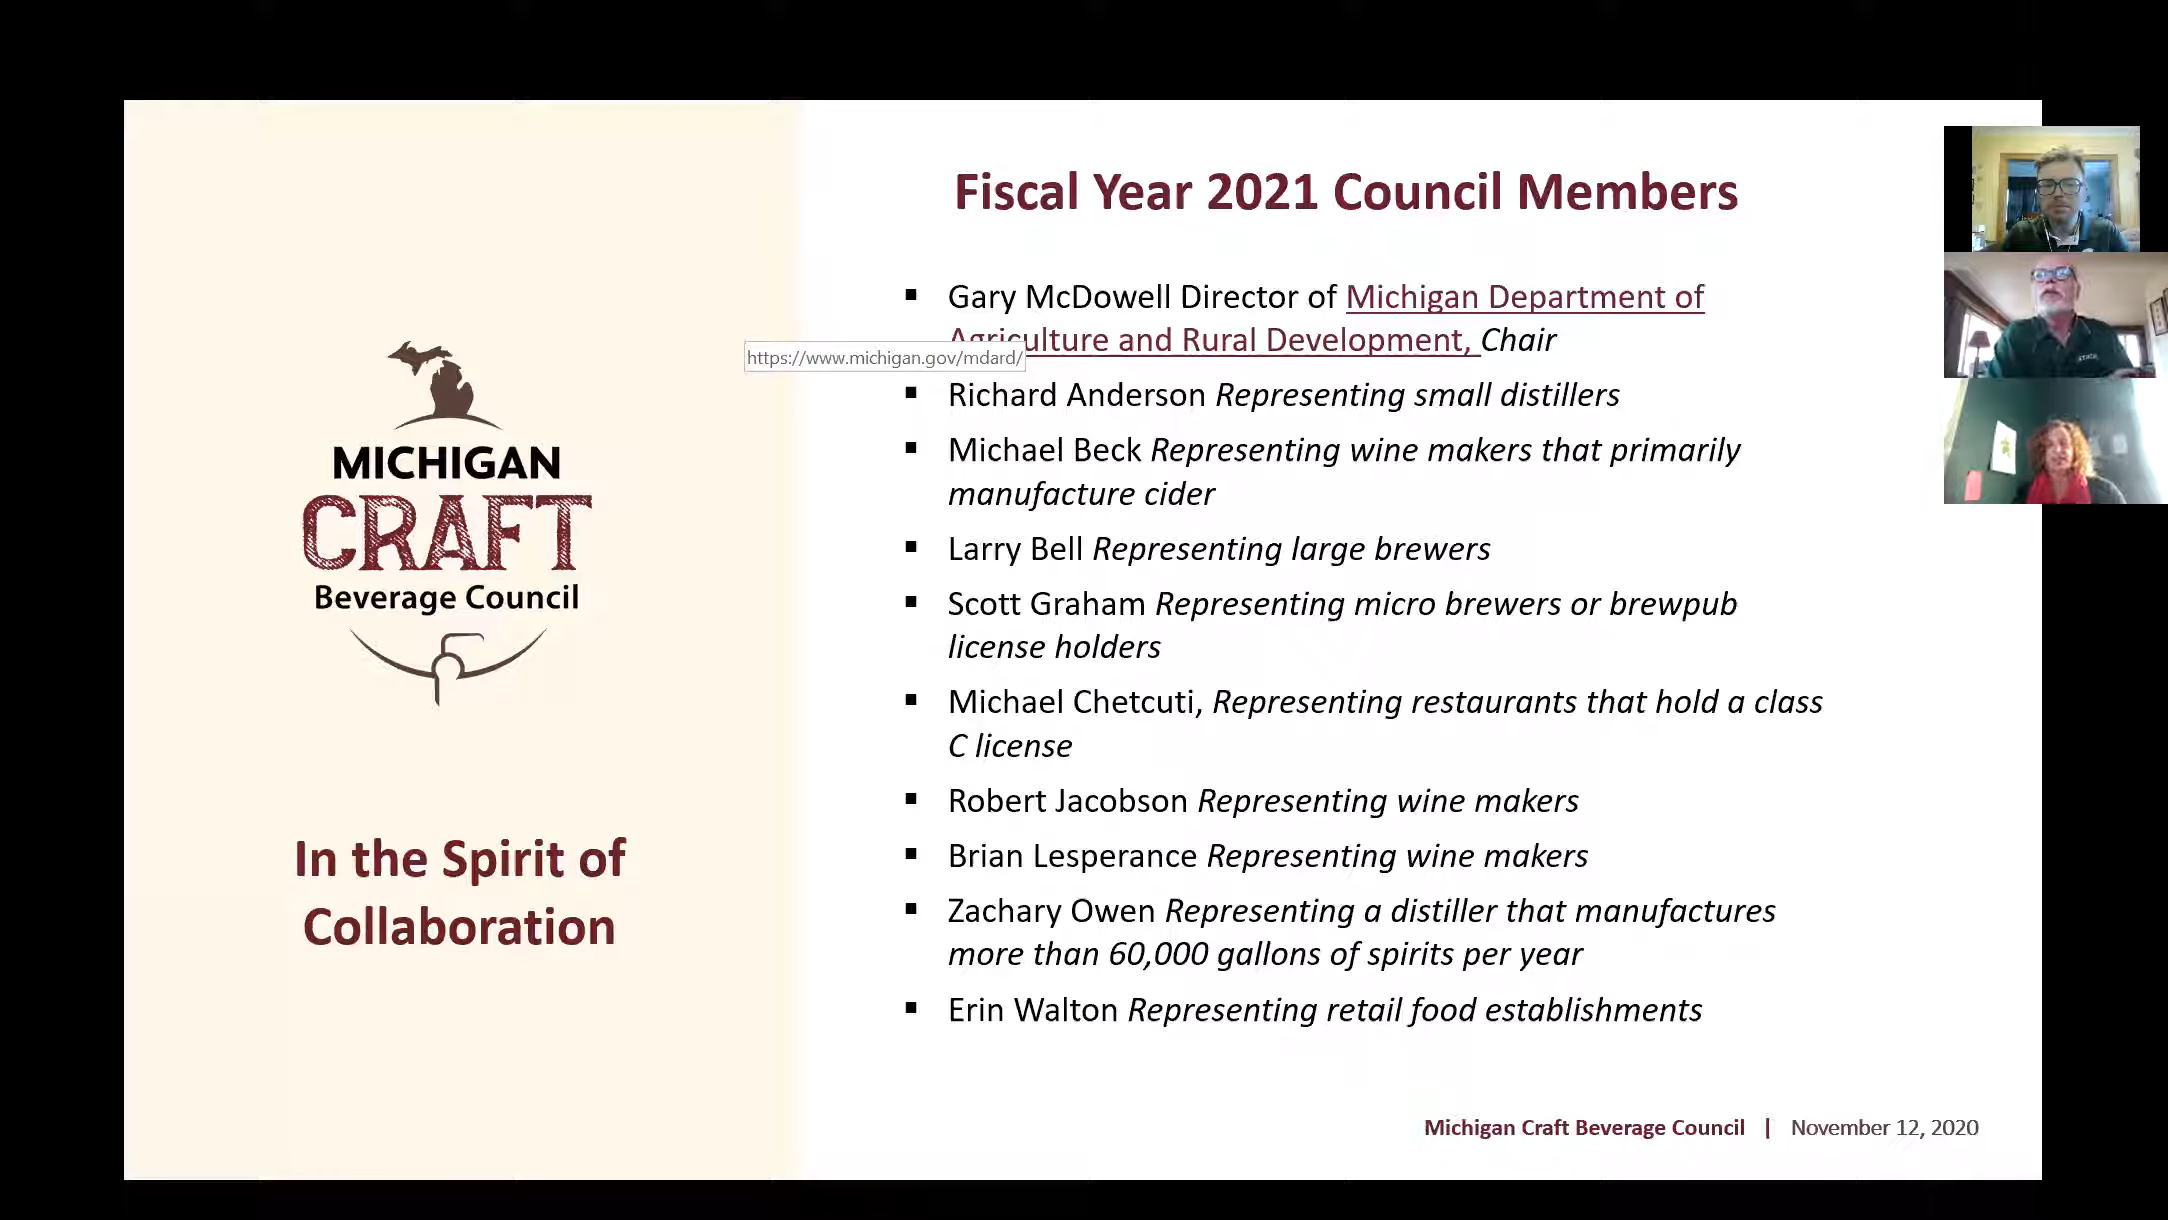 Fiscal Year 2021 Council Members
▪ Gary McDowell Director of Michigan Department of
Agriculture and Rural Development, Chair
https://www.michigan.gov/mdard/
▪ Richard Anderson Representing small distillers
▪ Michael Beck Representing wine makers that primarily
manufacture cider
▪ Larry Bell Representing large brewers
▪ Scott Graham Representing micro brewers or brewpub
license holders
▪ Michael Chetcuti, Representing restaurants that hold a class
C license
▪ Robert Jacobson Representing wine makers
▪ Brian Lesperance Representing wine makers
▪ Zachary Owen Representing a distiller that manufactures
more than 60,000 gallons of spirits per year
▪ Erin Walton Representing retail food establishments
MICHIGAN
CRAFT
Beverage Council
In the Spirit of
Collaboration
Michigan Craft Beverage Council | November 12, 2020
STATE